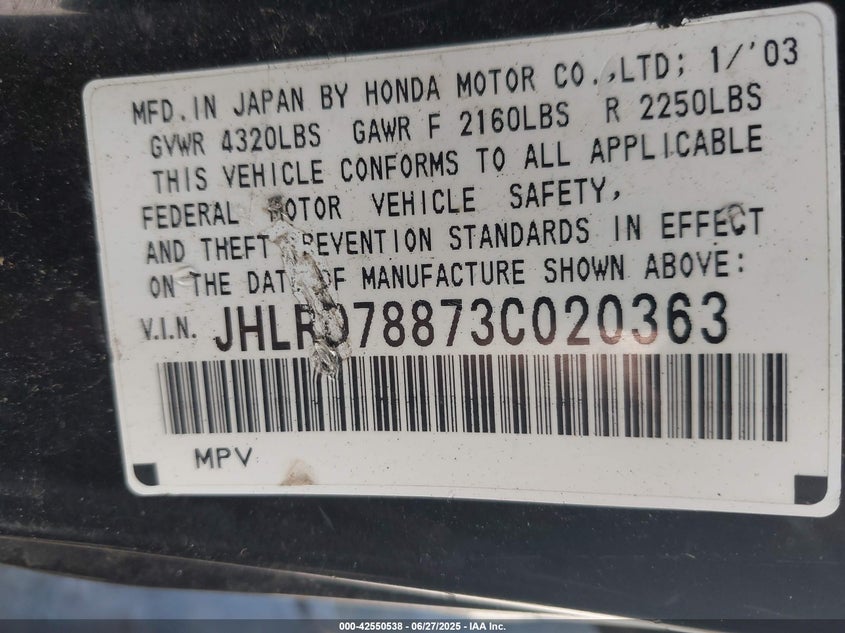 MFD.IN JAPAN BY HONDA MOTOR CO.,LTD; 1/'03
GVWR 4320LBS GAWR F 2160LBS R 2250LBS
THIS VEHICLE CONFORMS TO ALL APPLICABLE
FEDERAL MOTOR VEHICLE SAFETY,
AND THEFT PREVENTION STANDARDS IN EFFECT
ON THE DATE OF MANUFACTURE SHOWN ABOVE:
V.I.N. JHLRD78873C020363
MPV
000-42550538 - 06/27/2025 - IAA Inc.